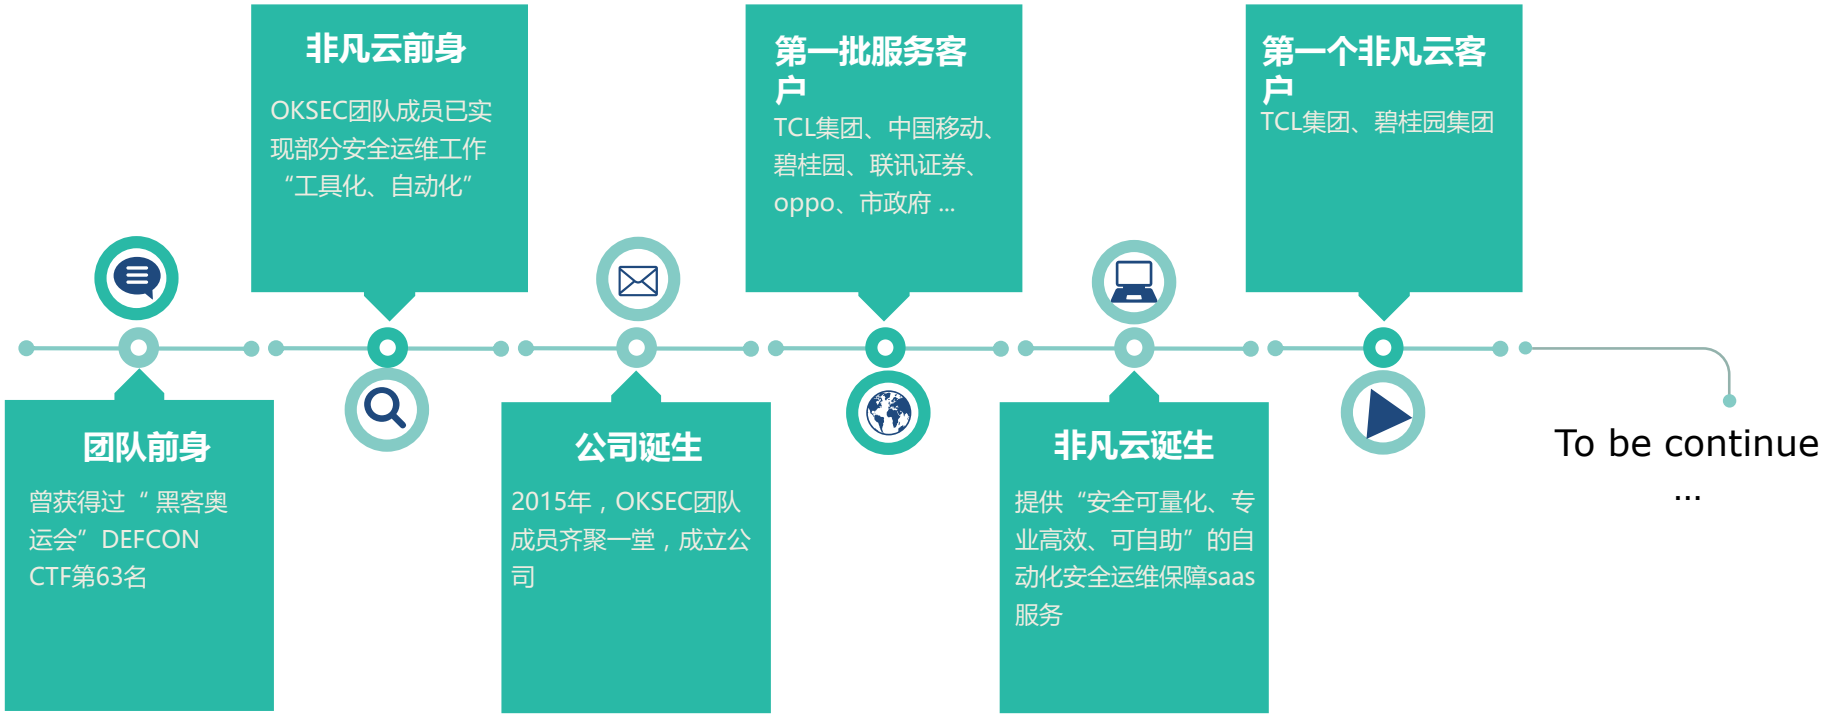 团队前身
曾获得过“ 黑客奥
运会”DEFCON
CTF第63名
非凡云前身
OKSEC团队成员已实
现部分安全运维工作
“工具化、自动化”
公司诞生
2015年，OKSEC团队
成员齐聚一堂，成立公
司
第一批服务客
户
TCL集团、中国移动、
碧桂园、联讯证券、
oppo、市政府 ...
非凡云诞生
提供“安全可量化、专
业高效、可自助”的自
动化安全运维保障saas
服务
第一个非凡云客
户
TCL集团、碧桂园集团
To be continue
...